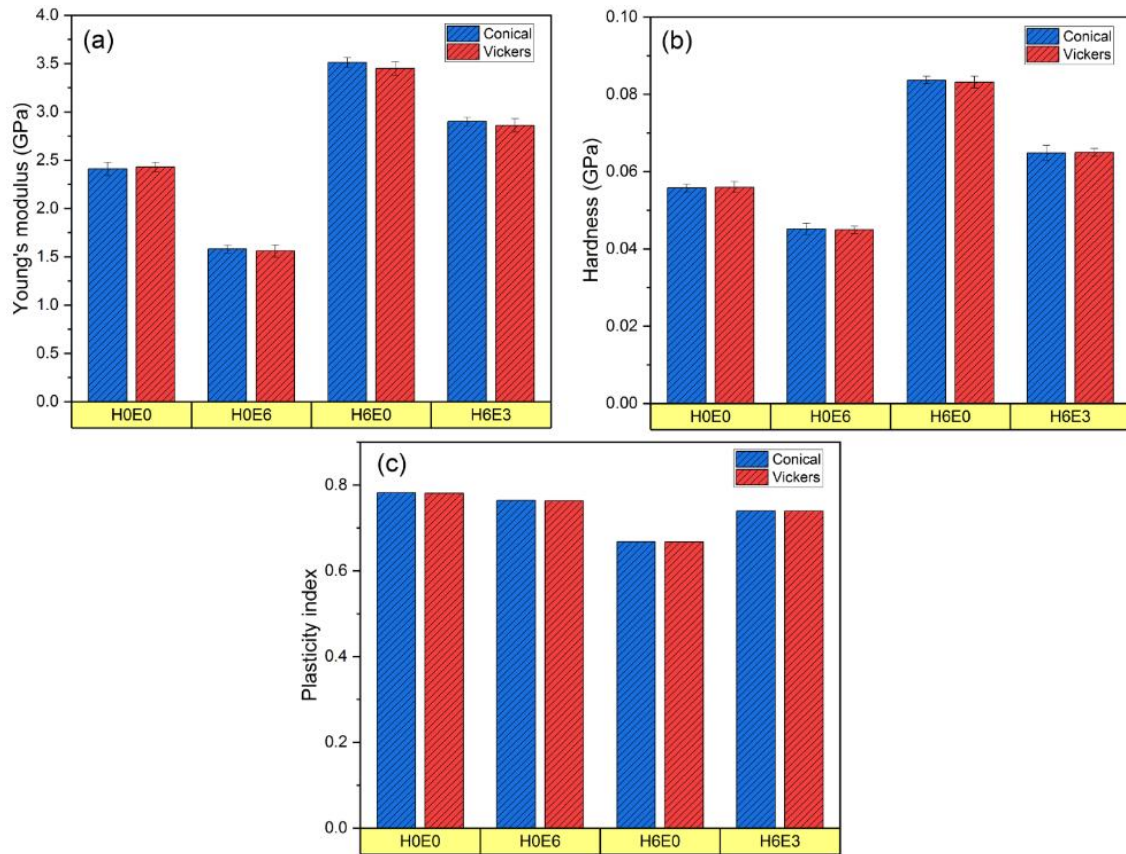 (a)
Conical
Vickers
Young's modulus (GPa)
4.0
3.5
3.0
2.5
2.0
1.5
1.0
0.5
0.0
H0E0 H0E6 H6E0 H6E3
(b)
Conical
Vickers
Hardness (GPa)
0.10
0.08
0.06
0.04
0.02
0.00
H0E0 H0E6 H6E0 H6E3
(c)
Conical
Vickers
Plasticity index
0.8
0.6
0.4
0.2
0.0
H0E0 H0E6 H6E0 H6E3